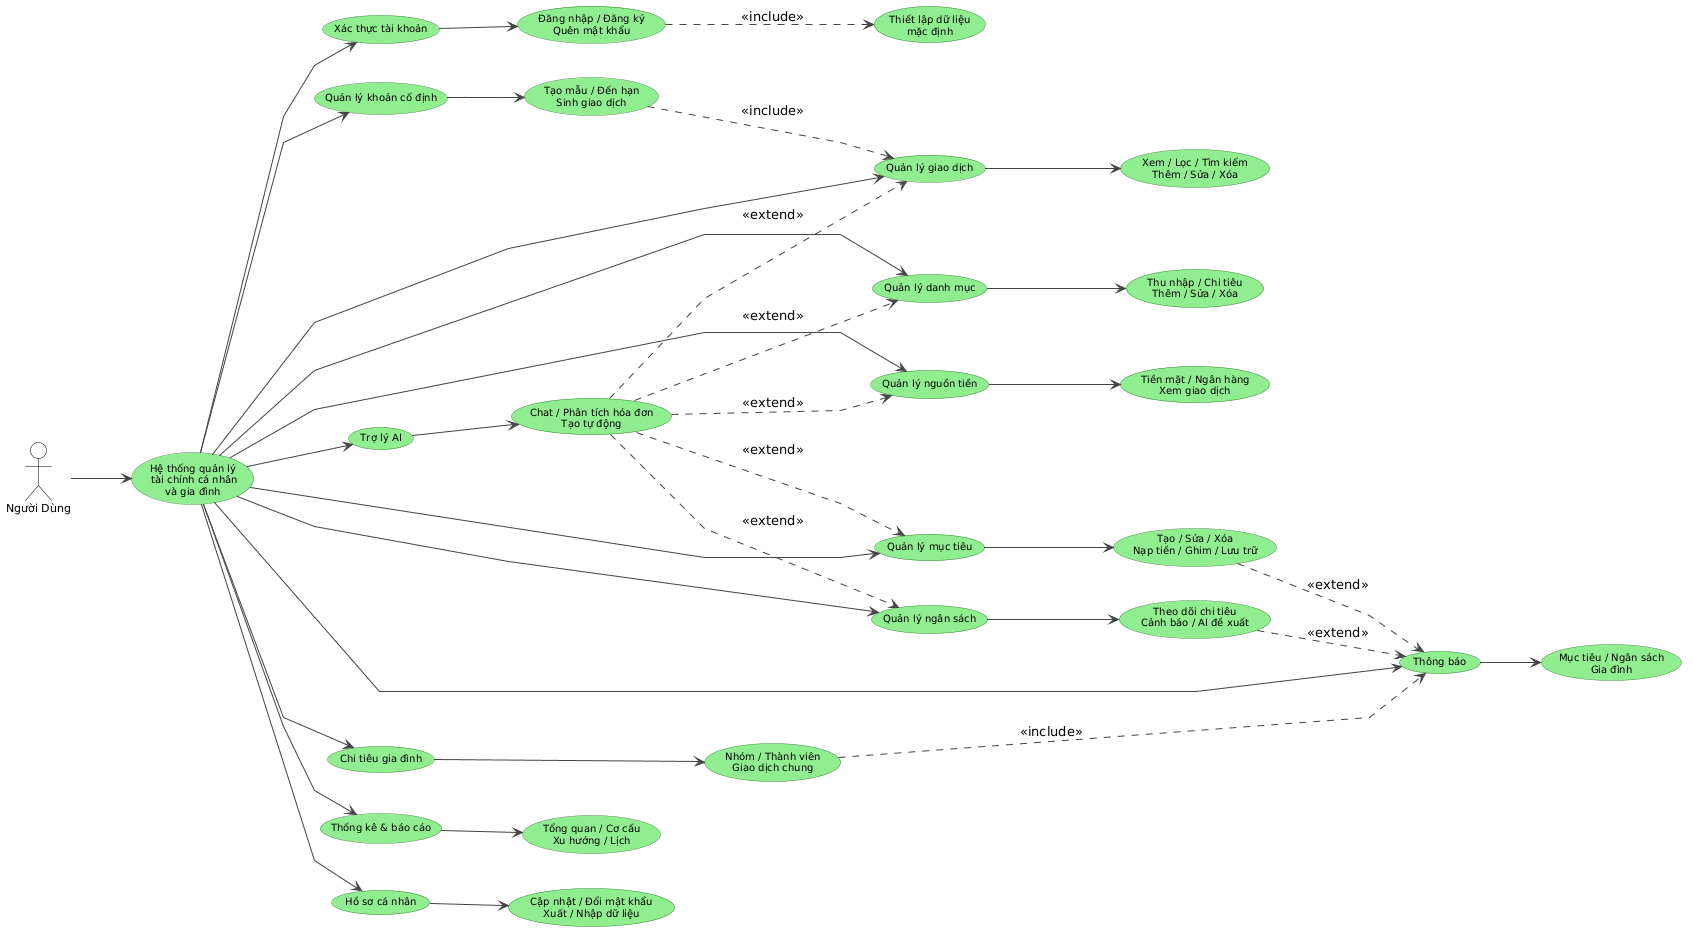 Xác thực tài khoản
Đăng nhập / Đăng ký
Quên mật khẩu
«include»
Thiết lập dữ liệu
mặc định
Quản lý khoản cố định
Tạo mẫu / Đến hạn
Sinh giao dịch
«include»
Quản lý giao dịch
Xem / Lọc / Tìm kiếm
Thêm / Sửa / Xóa
«extend»
Quản lý danh mục
Thu nhập / Chi tiêu
Thêm / Sửa / Xóa
«extend»
Quản lý nguồn tiền
Tiền mặt / Ngân hàng
Xem giao dịch
«extend»
Chat / Phân tích hóa đơn
Tạo tự động
Trợ lý AI
«extend»
Hệ thống quản lý
tài chính cá nhân
và gia đình
Người Dùng
«extend»
Quản lý mục tiêu
Tạo / Sửa / Xóa
Nạp tiền / Ghim / Lưu trữ
«extend»
Quản lý ngân sách
Theo dõi chi tiêu
Cảnh báo / AI đề xuất
«extend»
Thông báo
Mục tiêu / Ngân sách
Gia đình
«include»
Chi tiêu gia đình
Nhóm / Thành viên
Giao dịch chung
Thống kê & báo cáo
Tổng quan / Cơ cấu
Xu hướng / Lịch
Hồ sơ cá nhân
Cập nhật / Đổi mật khẩu
Xuất / Nhập dữ liệu